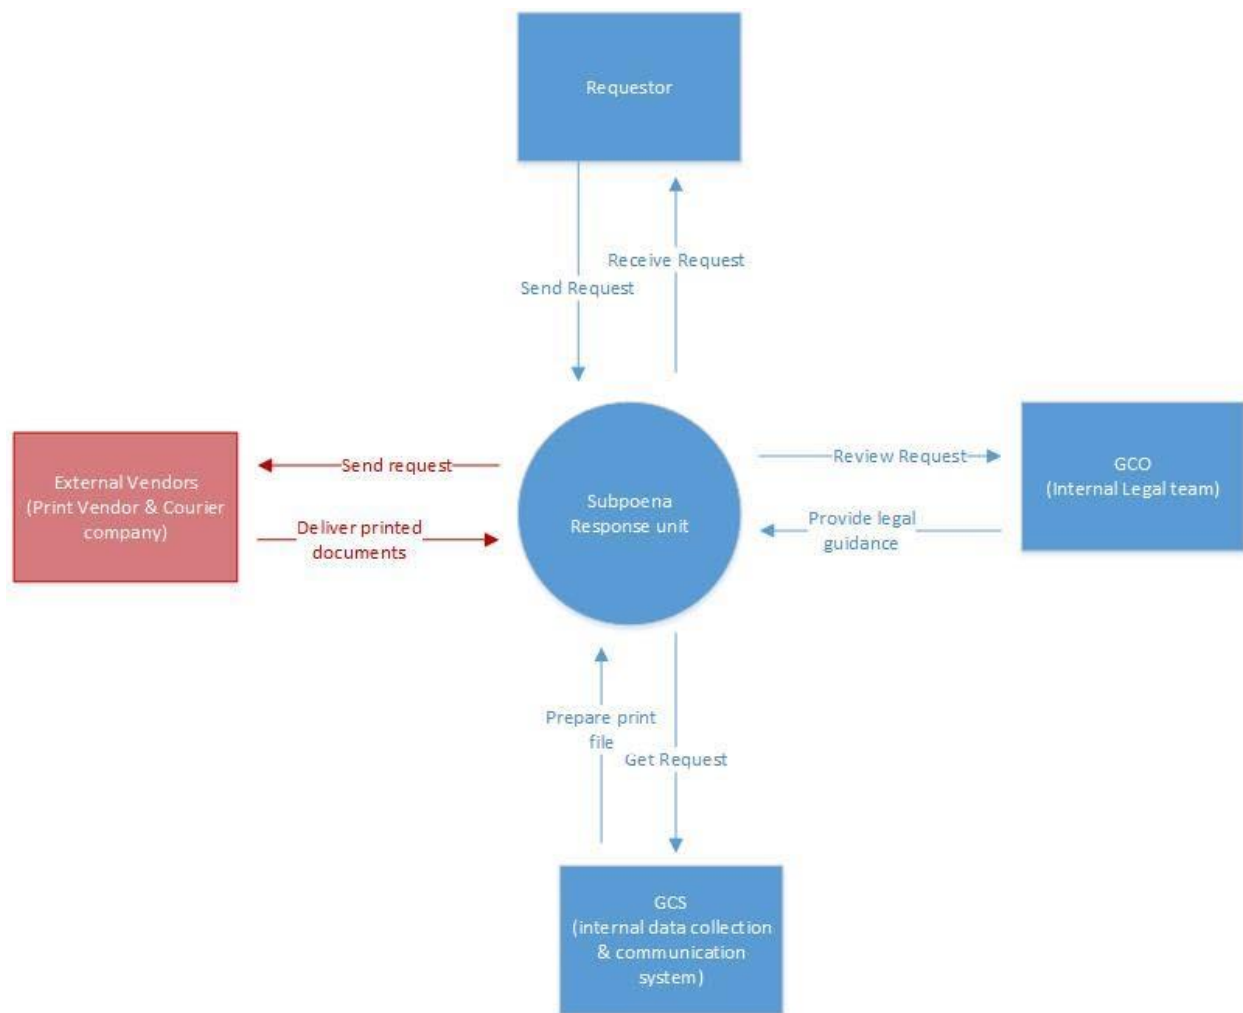 Requestor
Receive Request
Send Request
External Vendors
(Print Vendor & Courier
company)
Send request
Deliver printed
documents
Subpoena
Response unit
Review Request
Provide legal
guidance
GCO
(Internal Legal team)
Prepare print
file
Get Request
GCS
(internal data collection
& communication
system)